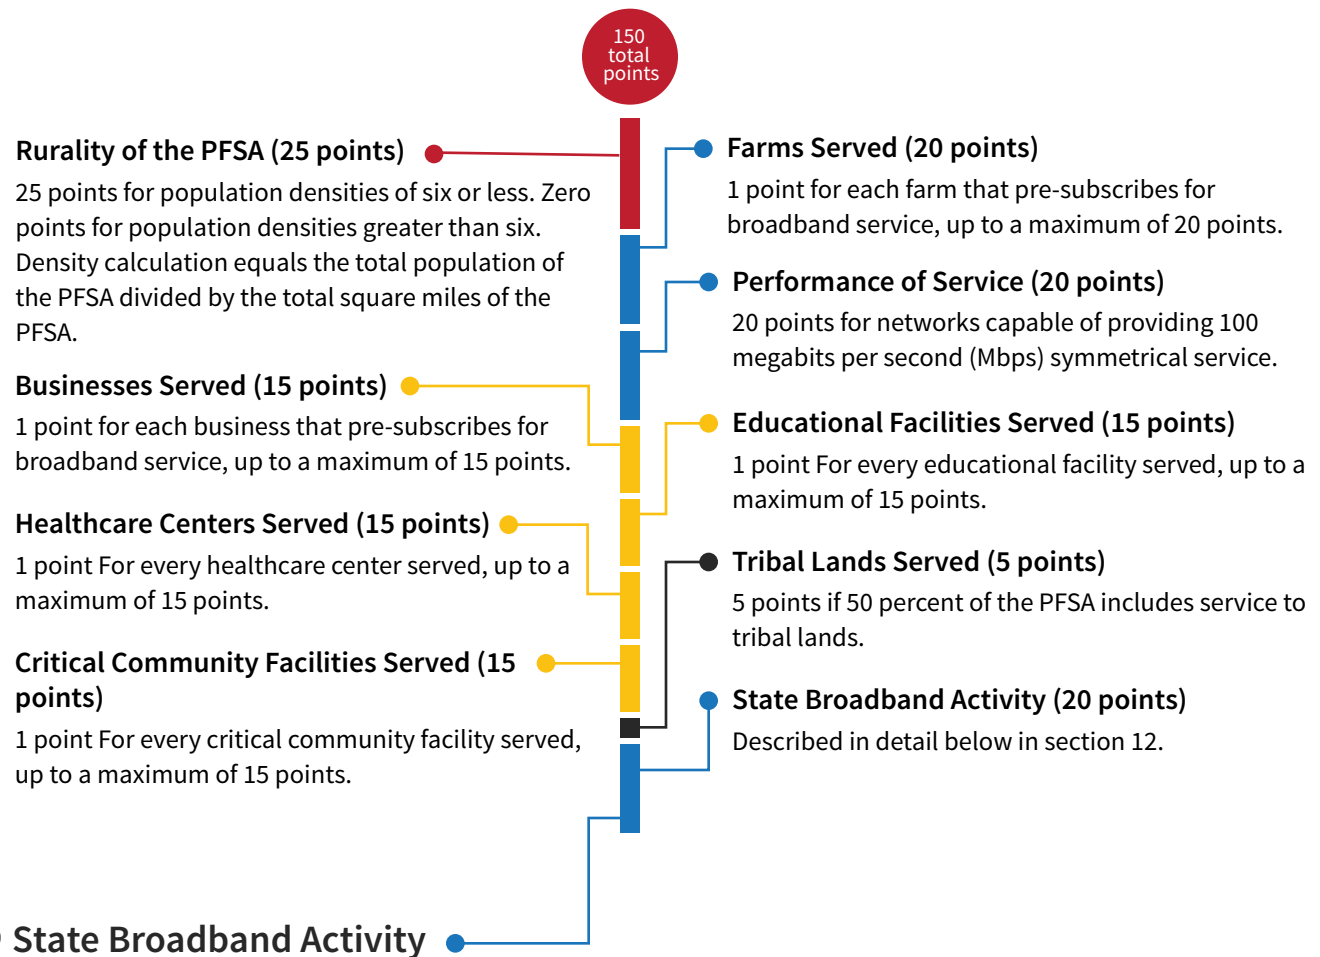 150
total
points
Rurality of the PFSA (25 points)
25 points for population densities of six or less. Zero
points for population densities greater than six.
Density calculation equals the total population of
the PFSA divided by the total square miles of the
PFSA.
Farms Served (20 points)
1 point for each farm that pre-subscribes for
broadband service, up to a maximum of 20 points.
Performance of Service (20 points)
20 points for networks capable of providing 100
megabits per second (Mbps) symmetrical service.
Businesses Served (15 points)
1 point for each business that pre-subscribes for
broadband service, up to a maximum of 15 points.
Educational Facilities Served (15 points)
1 point For every educational facility served, up to a
maximum of 15 points.
Healthcare Centers Served (15 points)
1 point For every healthcare center served, up to a
maximum of 15 points.
Tribal Lands Served (5 points)
5 points if 50 percent of the PFSA includes service to
tribal lands.
Critical Community Facilities Served (15
points)
1 point For every critical community facility served,
up to a maximum of 15 points.
State Broadband Activity (20 points)
Described in detail below in section 12.
State Broadband Activity